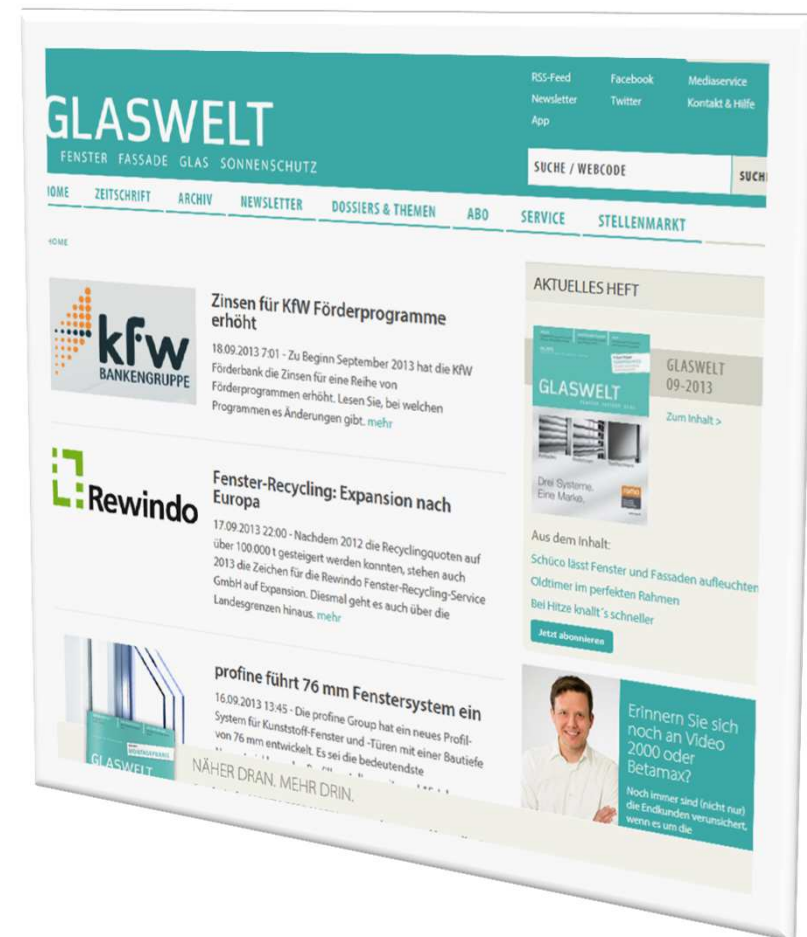 RSS-Feed
Facebook
Mediaservice
Newsletter
Twitter
Kontakt & Hilfe
App
GLASWELT
FENSTER FASSADE GLAS SONNENSCHUTZ
SUCHE / WEBCODE
SUCH
HOME ZEITSCHRIFT ARCHIV NEWSLETTER DOSSIERS & THEMEN ABO SERVICE STELLENMARKT
HOME
kfw
BANKENGRUPPE
Zinsen für KfW Förderprogramme
erhöht
18.09.2013 7:01 - Zu Beginn September 2013 hat die KfW
Förderbank die Zinsen für eine Reihe von
Förderprogrammen erhöht. Lesen Sie, bei welchen
Programmen es Änderungen gibt. mehr
Rewindo
Fenster-Recycling: Expansion nach
Europa
17.09.2013 22:00 - Nachdem 2012 die Recyclingquoten auf
über 100.000 t gesteigert werden konnten, stehen auch
2013 die Zeichen für die Rewindo Fenster-Recycling-Service
GmbH auf Expansion. Diesmal geht es auch über die
Landesgrenzen hinaus. mehr
GLASWELT
profine führt 76 mm Fenstersystem ein
16.09.2013 13:45 - Die profine Group hat ein neues Profil-
System für Kunststoff-Fenster und -Türen mit einer Bautiefe
von 76 mm entwickelt. Es sei die bedeutendste
NÄHER DRAN. MEHR DRIN.
AKTUELLES HEFT
GLASWELT
Drei Systeme.
Eine Marke.
GLASWELT
09-2013
Zum Inhalt >
Aus dem Inhalt:
Schüco lässt Fenster und Fassaden aufleuchten
Oldtimer im perfekten Rahmen
Bei Hitze knallt´s schneller
Jetzt abonnieren
Erinnern Sie sich
noch an Video
2000 oder
Betamax?
Noch immer sind (nicht nur)
die Endkunden verunsichert,
wenn es um die